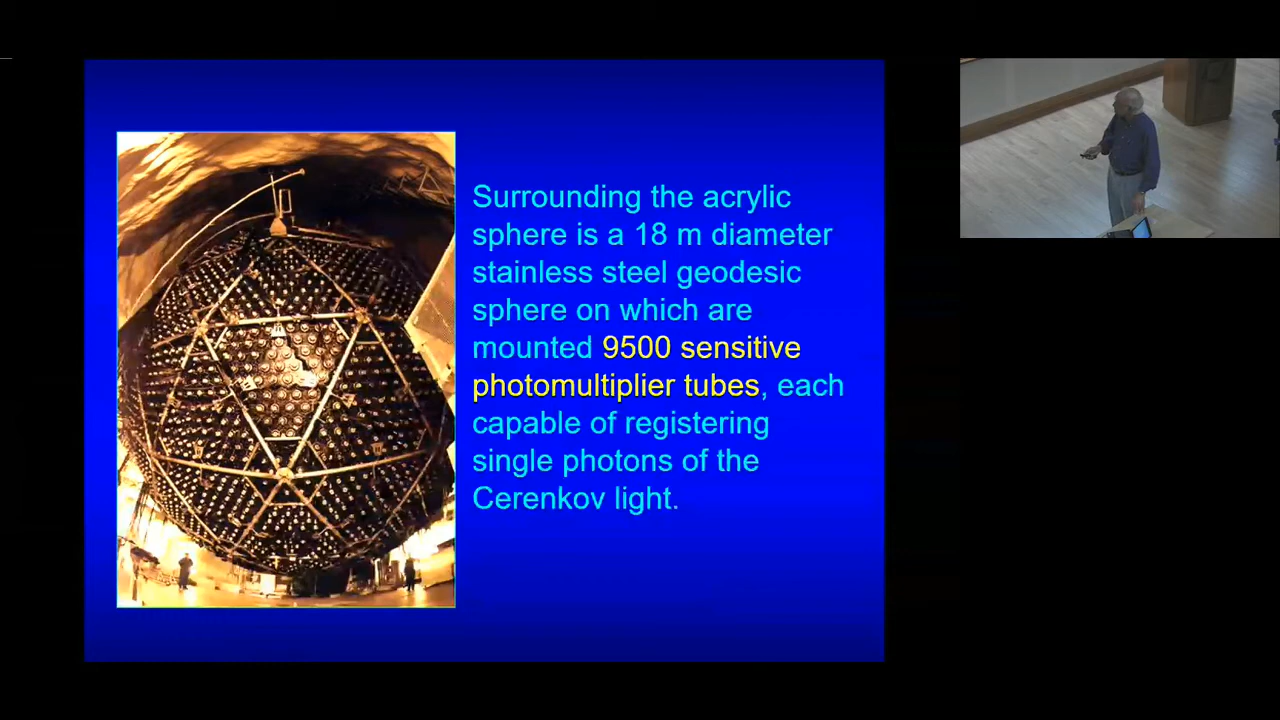 Surrounding the acrylic
sphere is a 18 m diameter
stainless steel geodesic
sphere on which are
mounted 9500 sensitive
photomultiplier tubes, each
capable of registering
single photons of the
Cerenkov light.